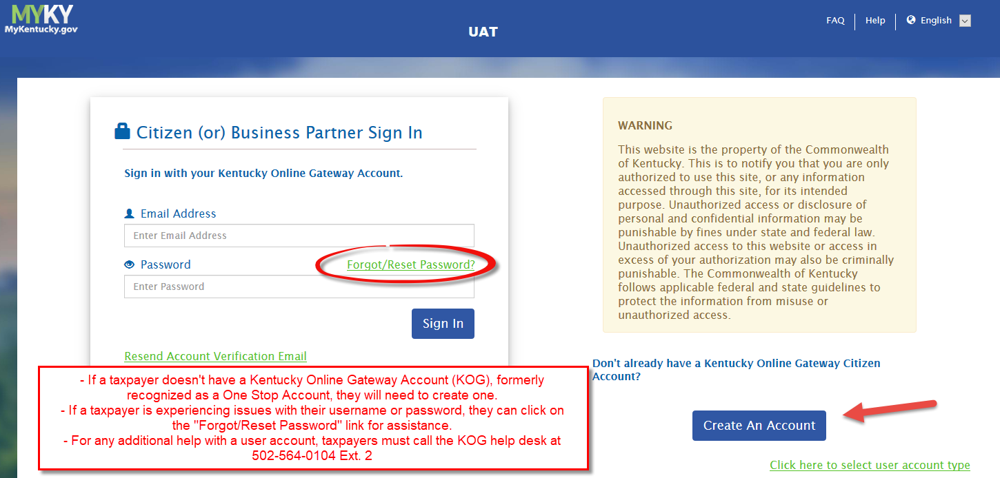 MYKY
MyKentucky.gov
UAT
FAQ
Help
English
Citizen (or) Business Partner Sign In
Sign in with your Kentucky Online Gateway Account.
Email Address
Enter Email Address
Password
Forgot/Reset Password?
Enter Password
Sign In
Resend Account Verification Email
- If a taxpayer doesn't have a Kentucky Online Gateway Account (KOG), formerly
recognized as a One Stop Account, they will need to create one.
- If a taxpayer is experiencing issues with their username or password, they can click on
the "Forgot/Reset Password" link for assistance.
- For any additional help with a user account, taxpayers must call the KOG help desk at
502-564-0104 Ext. 2
WARNING
This website is the property of the Commonwealth
of Kentucky. This is to notify you that you are only
authorized to use this site, or any information
accessed through this site, for its intended
purpose. Unauthorized access or disclosure of
personal and confidential information may be
punishable by fines under state and federal law.
Unauthorized access to this website or access in
excess of your authorization may also be criminally
punishable. The Commonwealth of Kentucky
follows applicable federal and state guidelines to
protect the information from misuse or
unauthorized access.
Don't already have a Kentucky Online Gateway Citizen
Account?
Create An Account
Click here to select user account type